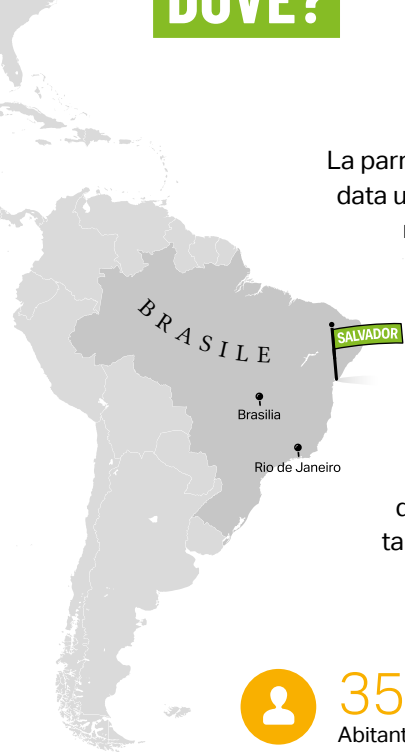 DOVE?
La parr
data u
BRASILE
SALVADOR
Brasilia
Rio de Janeiro
ta
35
Abitant